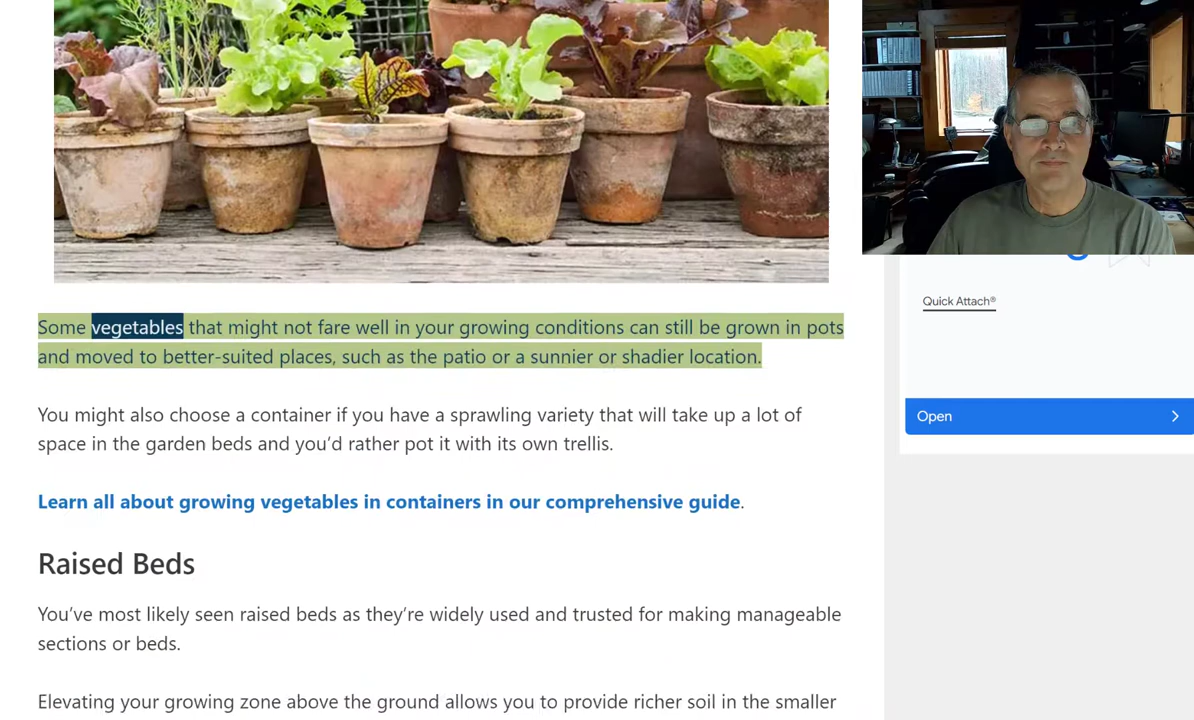 Some vegetables that might not fare well in your growing conditions can still be grown in pots
and moved to better-suited places, such as the patio or a sunnier or shadier location.
You might also choose a container if you have a sprawling variety that will take up a lot of
space in the garden beds and you’d rather pot it with its own trellis.
Learn all about growing vegetables in containers in our comprehensive guide.
Raised Beds
You’ve most likely seen raised beds as they’re widely used and trusted for making manageable
sections or beds.
Elevating your growing zone above the ground allows you to provide richer soil in the smaller
Quick Attach®
Open